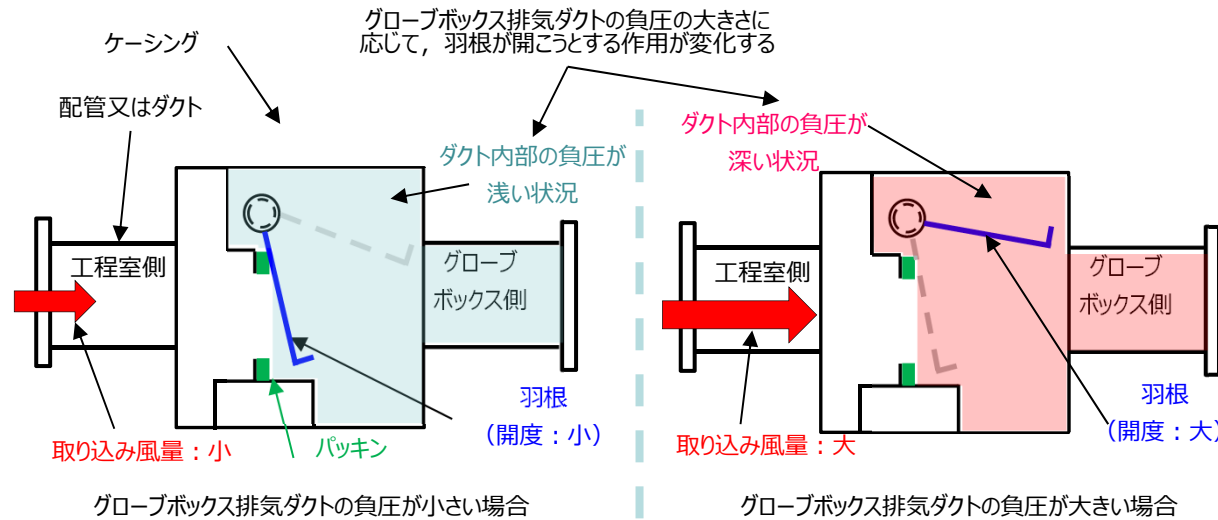 グローブボックス排気ダクトの負圧の大きさに
応じて，羽根が開こうとする作用が変化する
ケーシング
配管又はダクト
ダクト内部の負圧が
浅い状況
工程室側
グローブ
ボックス側
羽根
（開度：小）
取り込み風量：小
パッキン
グローブボックス排気ダクトの負圧が小さい場合
ダクト内部の負圧が
深い状況
工程室側
グローブ
ボックス側
羽根
（開度：大）
取り込み風量：大
グローブボックス排気ダクトの負圧が大きい場合